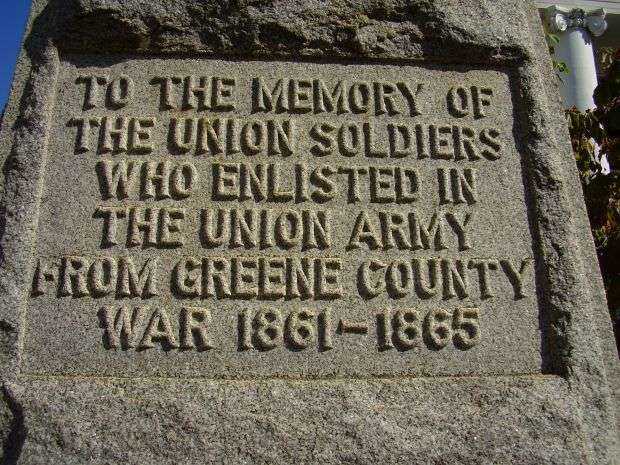 TO THE MEMORY OF
THE UNION SOLDIERS
WHO ENLISTED IN
THE UNION ARMY
FROM GREENE COUNTY
WAR 1861-1865